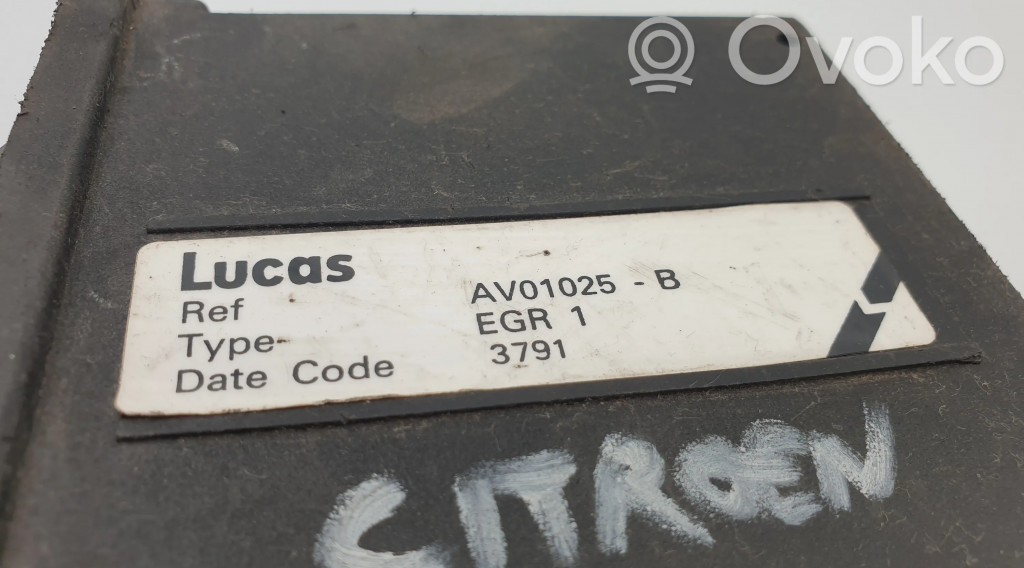 Ovoko
Lucas
Ref AV01025 - B
Type EGR 1
Date Code 3791
CITROEN